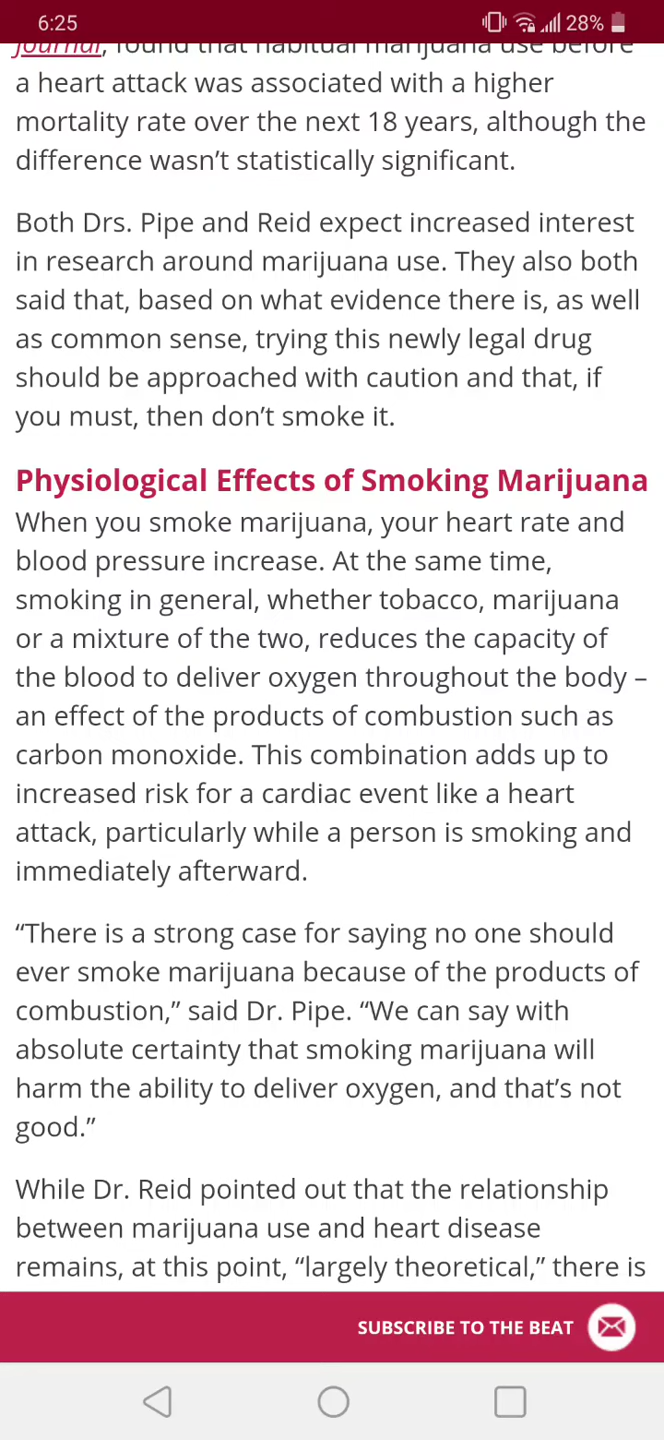 6:25
28%
journal, found that habitual marijuana use before
a heart attack was associated with a higher
mortality rate over the next 18 years, although the
difference wasn’t statistically significant.
Both Drs. Pipe and Reid expect increased interest
in research around marijuana use. They also both
said that, based on what evidence there is, as well
as common sense, trying this newly legal drug
should be approached with caution and that, if
you must, then don’t smoke it.
Physiological Effects of Smoking Marijuana
When you smoke marijuana, your heart rate and
blood pressure increase. At the same time,
smoking in general, whether tobacco, marijuana
or a mixture of the two, reduces the capacity of
the blood to deliver oxygen throughout the body –
an effect of the products of combustion such as
carbon monoxide. This combination adds up to
increased risk for a cardiac event like a heart
attack, particularly while a person is smoking and
immediately afterward.
“There is a strong case for saying no one should
ever smoke marijuana because of the products of
combustion,” said Dr. Pipe. “We can say with
absolute certainty that smoking marijuana will
harm the ability to deliver oxygen, and that’s not
good.”
While Dr. Reid pointed out that the relationship
between marijuana use and heart disease
remains, at this point, “largely theoretical,” there is
SUBSCRIBE TO THE BEAT